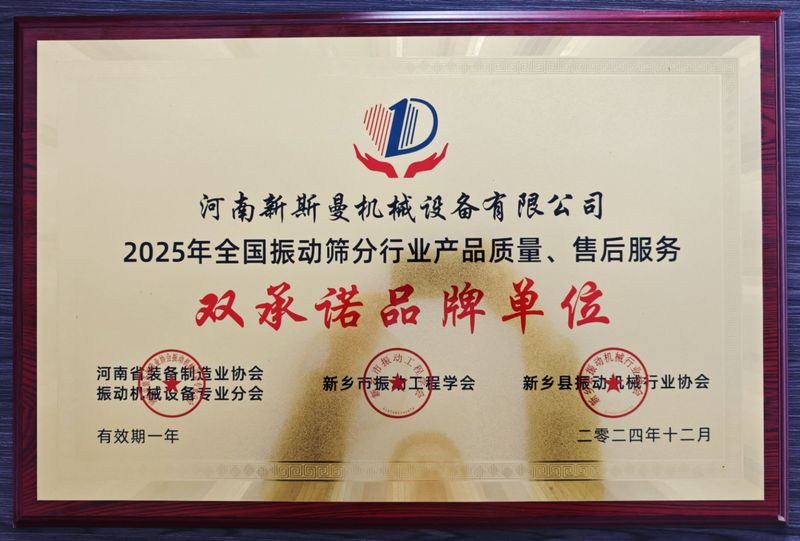 河南新斯曼机械设备有限公司
2025年全国振动筛分行业产品质量、售后服务
双承诺品牌单位
河南省装备制造业协会
振动机械设备专业分会
新乡市振动工程学会
新乡县振动机械行业协会
有效期一年
二零二四年十二月